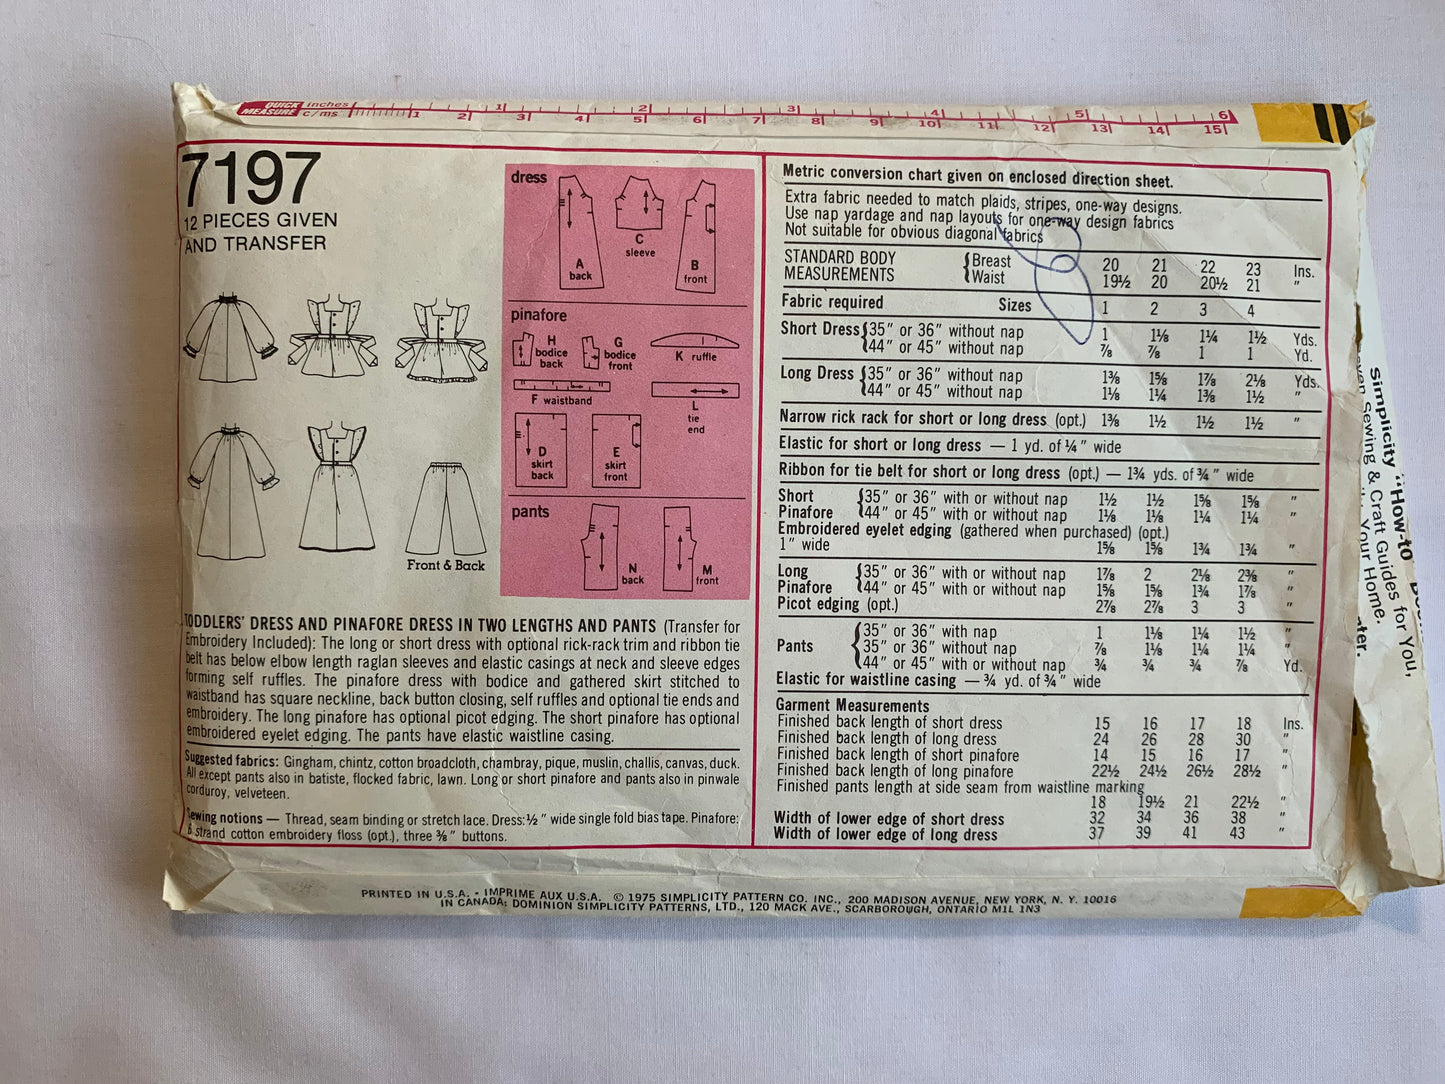 QUICK MEASURE inches 1 2 3 4 5 6
c/ms 1 2 3 4 5 6 7 8 9 10 11 12 13 14 15
7197
12 PIECES GIVEN
AND TRANSFER
Front & Back
dress
A
back
C
sleeve
B
front
pinafore
H
bodice
back
G
bodice
front
K ruffle
F waistband
L
tie
end
D
skirt
back
E
skirt
front
pants
N
back
M
front
TODDLERS' DRESS AND PINAFORE DRESS IN TWO LENGTHS AND PANTS (Transfer for
Embroidery Included): The long or short dress with optional rick-rack trim and ribbon tie
belt has below elbow length raglan sleeves and elastic casings at neck and sleeve edges
forming self ruffles. The pinafore dress with bodice and gathered skirt stitched to
waistband has square neckline, back button closing, self ruffles and optional tie ends and
embroidery. The long pinafore has optional picot edging. The short pinafore has optional
embroidered eyelet edging. The pants have elastic waistline casing.
Suggested fabrics: Gingham, chintz, cotton broadcloth, chambray, pique, muslin, challis, canvas, duck.
All except pants also in batiste, flocked fabric, lawn. Long or short pinafore and pants also in pinwale
corduroy, velveteen.
Sewing notions — Thread, seam binding or stretch lace. Dress: ½" wide single fold bias tape. Pinafore:
6 strand cotton embroidery floss (opt.), three ⅜" buttons.
Metric conversion chart given on enclosed direction sheet.
Extra fabric needed to match plaids, stripes, one-way designs.
Use nap yardage and nap layouts for one-way design fabrics
Not suitable for obvious diagonal fabrics
STANDARD BODY MEASUREMENTS { Breast 20 21 22 23 Ins.
Waist 19½ 20 20½ 21 "
Fabric required Sizes 1 2 3 4
Short Dress { 35" or 36" without nap 1 1⅛ 1¼ 1½ Yds.
44" or 45" without nap ⅞ ⅞ 1 1 Yd.
Long Dress { 35" or 36" without nap 1⅜ 1⅝ 1⅞ 2⅛ Yds.
44" or 45" without nap 1⅛ 1¼ 1⅜ 1½ "
Narrow rick rack for short or long dress (opt.) 1⅜ 1½ 1½ 1½ "
Elastic for short or long dress — 1 yd. of ¼" wide
Ribbon for tie belt for short or long dress (opt.) — 1¾ yds. of ¾" wide
Short { 35" or 36" with or without nap 1½ 1½ 1⅝ 1⅝ "
Pinafore 44" or 45" with or without nap 1⅛ 1⅛ 1¼ 1¼ "
Embroidered eyelet edging (gathered when purchased) (opt.)
1" wide 1⅝ 1⅝ 1¾ 1¾ "
Long { 35" or 36" with or without nap 1⅞ 2 2⅛ 2⅜ "
Pinafore 44" or 45" with or without nap 1⅝ 1⅝ 1¾ 1⅞ "
Picot edging (opt.) 2⅞ 2⅞ 3 3 "
Pants { 35" or 36" with nap 1 1⅛ 1¼ 1½ "
35" or 36" without nap ⅞ 1⅛ 1¼ 1¼ "
44" or 45" with or without nap ¾ ¾ ¾ ⅞ Yd.
Elastic for waistline casing — ¾ yd. of ¾" wide
Garment Measurements
Finished back length of short dress 15 16 17 18 Ins.
Finished back length of long dress 24 26 28 30 "
Finished back length of short pinafore 14 15 16 17 "
Finished back length of long pinafore 22½ 24½ 26½ 28½ "
Finished pants length at side seam from waistline marking
18 19½ 21 22½ "
Width of lower edge of short dress 32 34 36 38 "
Width of lower edge of long dress 37 39 41 43 "
PRINTED IN U.S.A. - IMPRIME AUX U.S.A. © 1975 SIMPLICITY PATTERN CO. INC., 200 MADISON AVENUE, NEW YORK, N. Y. 10016
IN CANADA: DOMINION SIMPLICITY PATTERNS, LTD., 120 MACK AVE., SCARBOROUGH, ONTARIO M1L 1N3
Simplicity "How-to"
Sewing & Craft Guides for You,
Your Home.